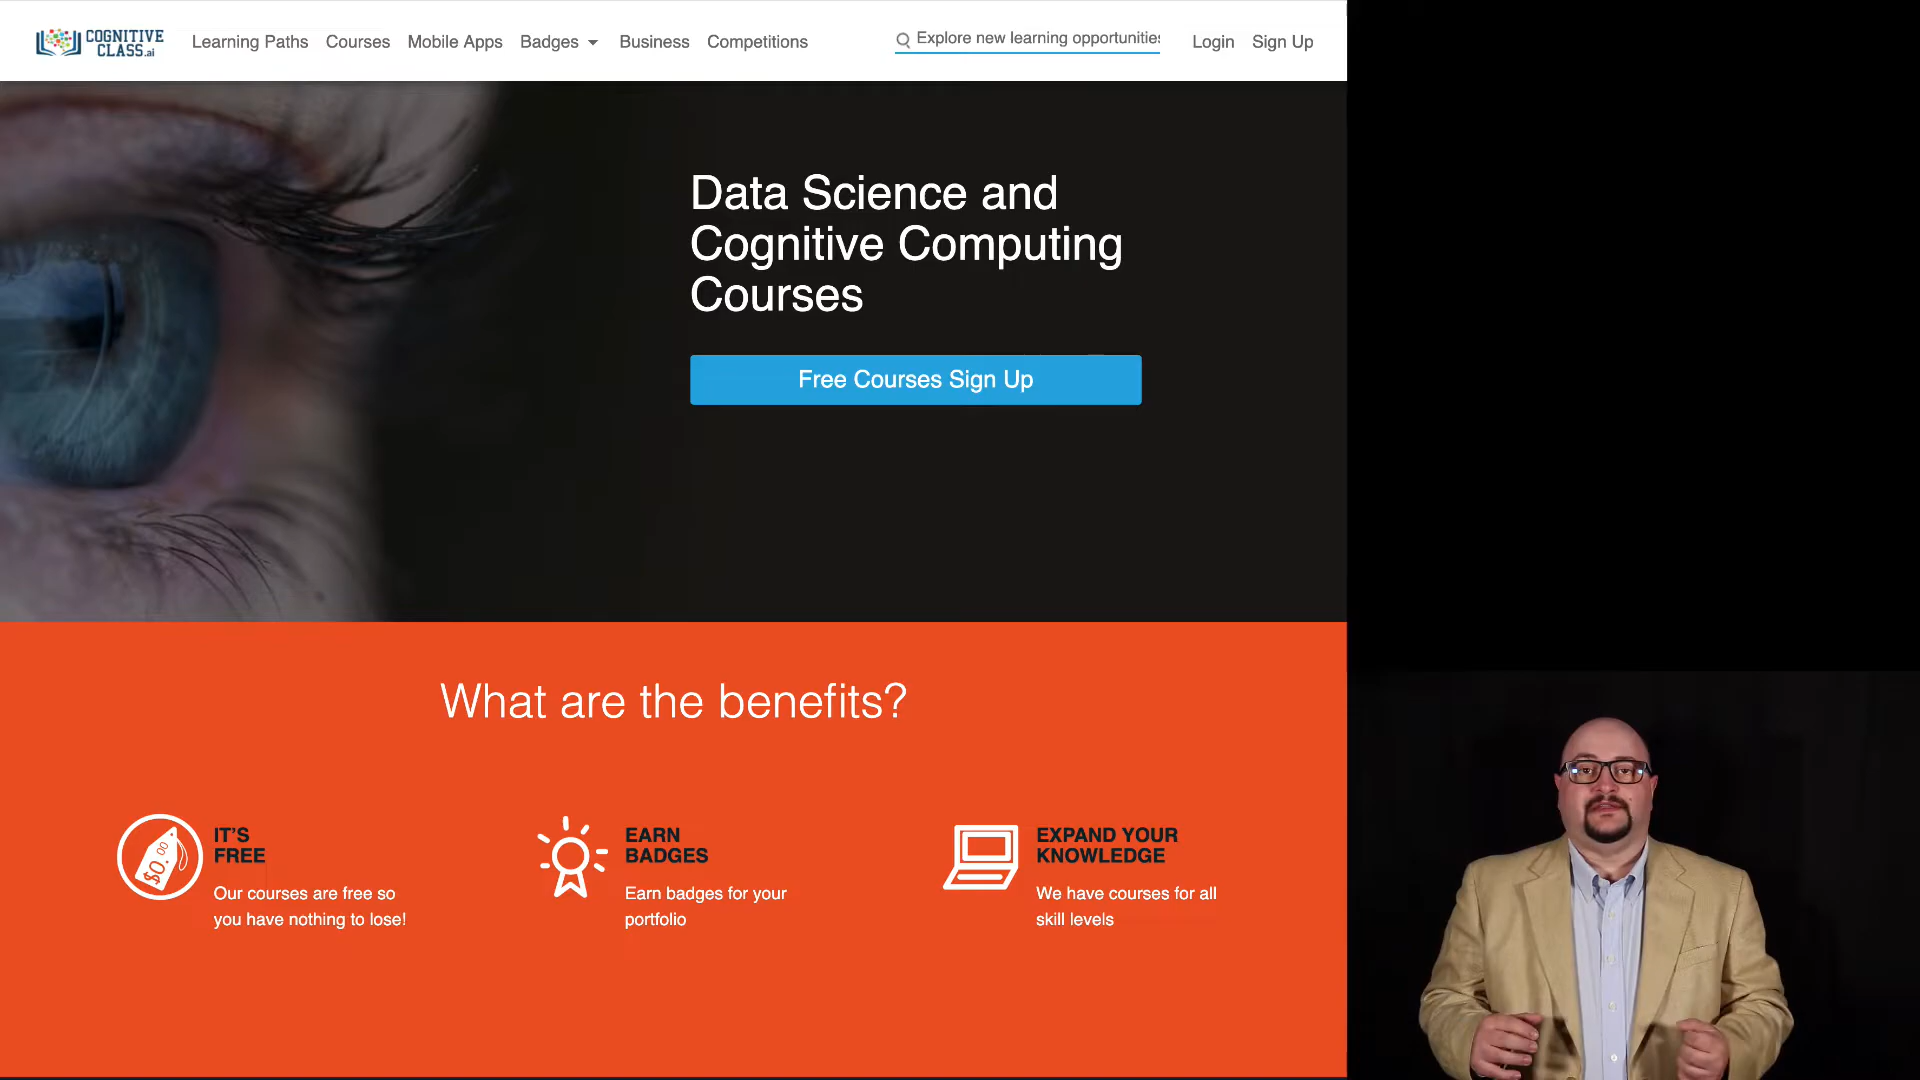 COGNITIVE
CLASS.ai
Learning Paths Courses Mobile Apps Badges Business Competitions
Explore new learning opportunities
Login Sign Up
Data Science and
Cognitive Computing
Courses
Free Courses Sign Up
What are the benefits?
$0.00
IT'S
FREE
Our courses are free so
you have nothing to lose!
EARN
BADGES
Earn badges for your
portfolio
EXPAND YOUR
KNOWLEDGE
We have courses for all
skill levels